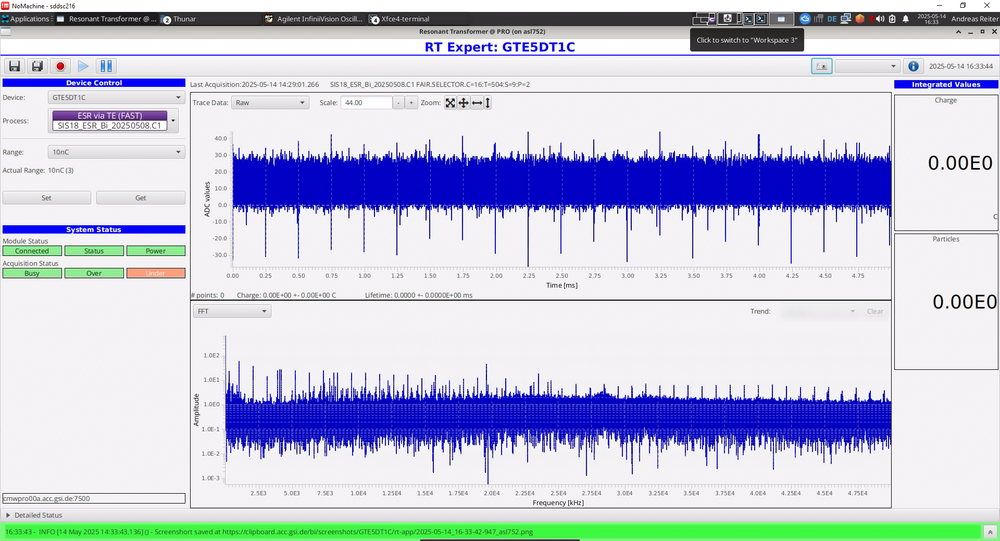 NoMachine - sddsc216
Applications
Resonant Transformer @ ...
2 Thunar
Agilent InfiniiVision Oscill...
4 Xfce4-terminal
DE
2025-05-14
16:33
Andreas Reiter
Resonant Transformer @ PRO (on asl752)
Click to switch to "Workspace 3"
RT Expert: GTE5DT1C
2025-05-14 16:33:44
Device Control
Device: GTE5DT1C
Process: ESR via TE (FAST)
SIS18_ESR_Bi_20250508.C1
Range: 10nC
Actual Range: 10nC (3)
Set Get
System Status
Module Status
Connected Status Power
Acquisition Status
Busy Over Under
cmwpro00a.acc.gsi.de:7500
Last Acquisition:2025-05-14 14:29:01.266 SIS18_ESR_Bi_20250508.C1 FAIR.SELECTOR.C=16:T=504:S=9:P=2
Trace Data: Raw Scale: 44.00 - + Zoom:
40.0
30.0
20.0
10.0
0.0
-10.0
-20.0
-30.0
ADC values
0.00 0.25 0.50 0.75 1.00 1.25 1.50 1.75 2.00 2.25 2.50 2.75 3.00 3.25 3.50 3.75 4.00 4.25 4.50 4.75
Time [ms]
# points: 0 Charge: 0.00E+00 +- 0.00E+00 C Lifetime: 0.0000 +- 0.0000E+00 ms
FFT
Trend: Clear
1.0E2
1.0E1
1.0E0
1.0E-1
1.0E-2
1.0E-3
Amplitude
2.5E3 5.0E3 7.5E3 1.0E4 1.25E4 1.5E4 1.75E4 2.0E4 2.25E4 2.5E4 2.75E4 3.0E4 3.25E4 3.5E4 3.75E4 4.0E4 4.25E4 4.5E4 4.75E4
Frequency [kHz]
Integrated Values
Charge
0.00E0
C
Particles
0.00E0
Detailed Status
16:33:43 - INFO [14 May 2025 14:33:43,136] () - Screenshort saved at https://clipboard.acc.gsi.de/bi/screenshots/GTE5DT1C/rt-app/2025-05-14_16-33-42-947_asl752.png